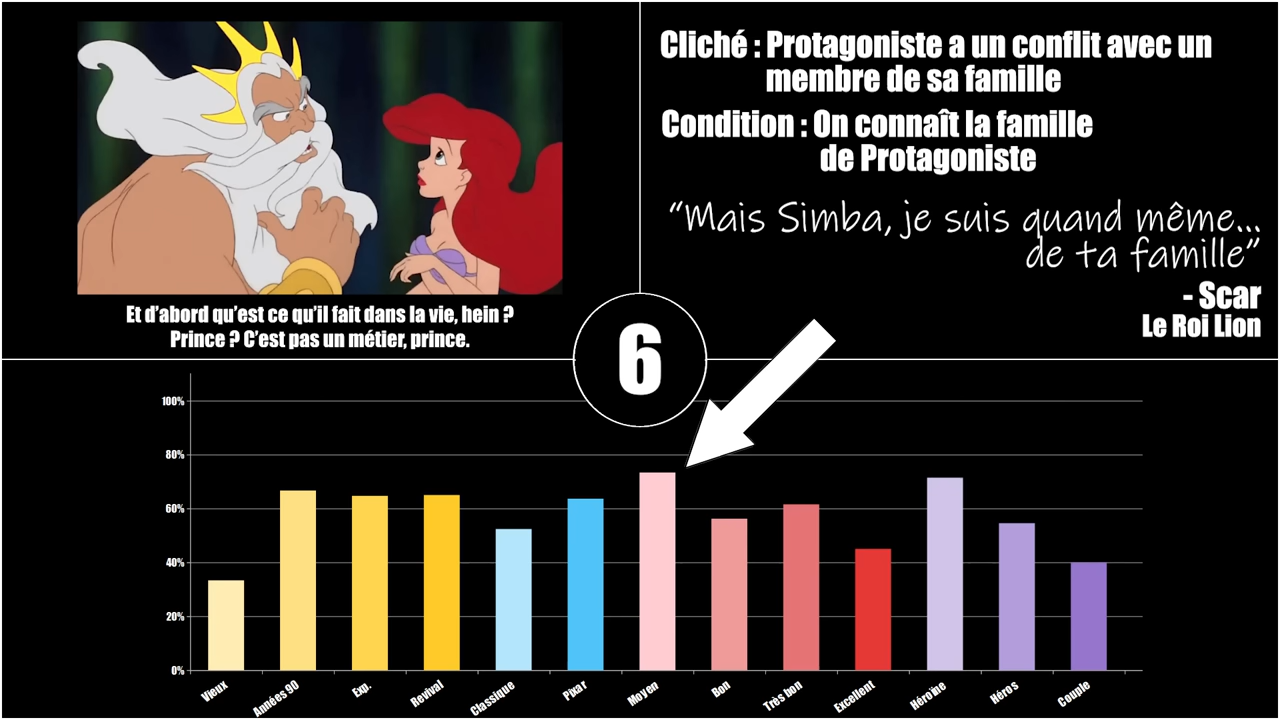 Cliché : Protagoniste a un conflit avec un
membre de sa famille
Condition : On connaît la famille
de Protagoniste
“Mais Simba, je suis quand même...
de ta famille”
- Scar
Le Roi Lion
Et d’abord qu’est ce qu’il fait dans la vie, hein ?
Prince ? C’est pas un métier, prince.
6
100%
80%
60%
40%
20%
0%
Vieux
Années 90
Exp.
Revival
Classique
Pixar
Moyen
Bon
Très bon
Excellent
Héroïne
Héros
Couple